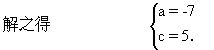 解之得 { a = -7
c = 5.